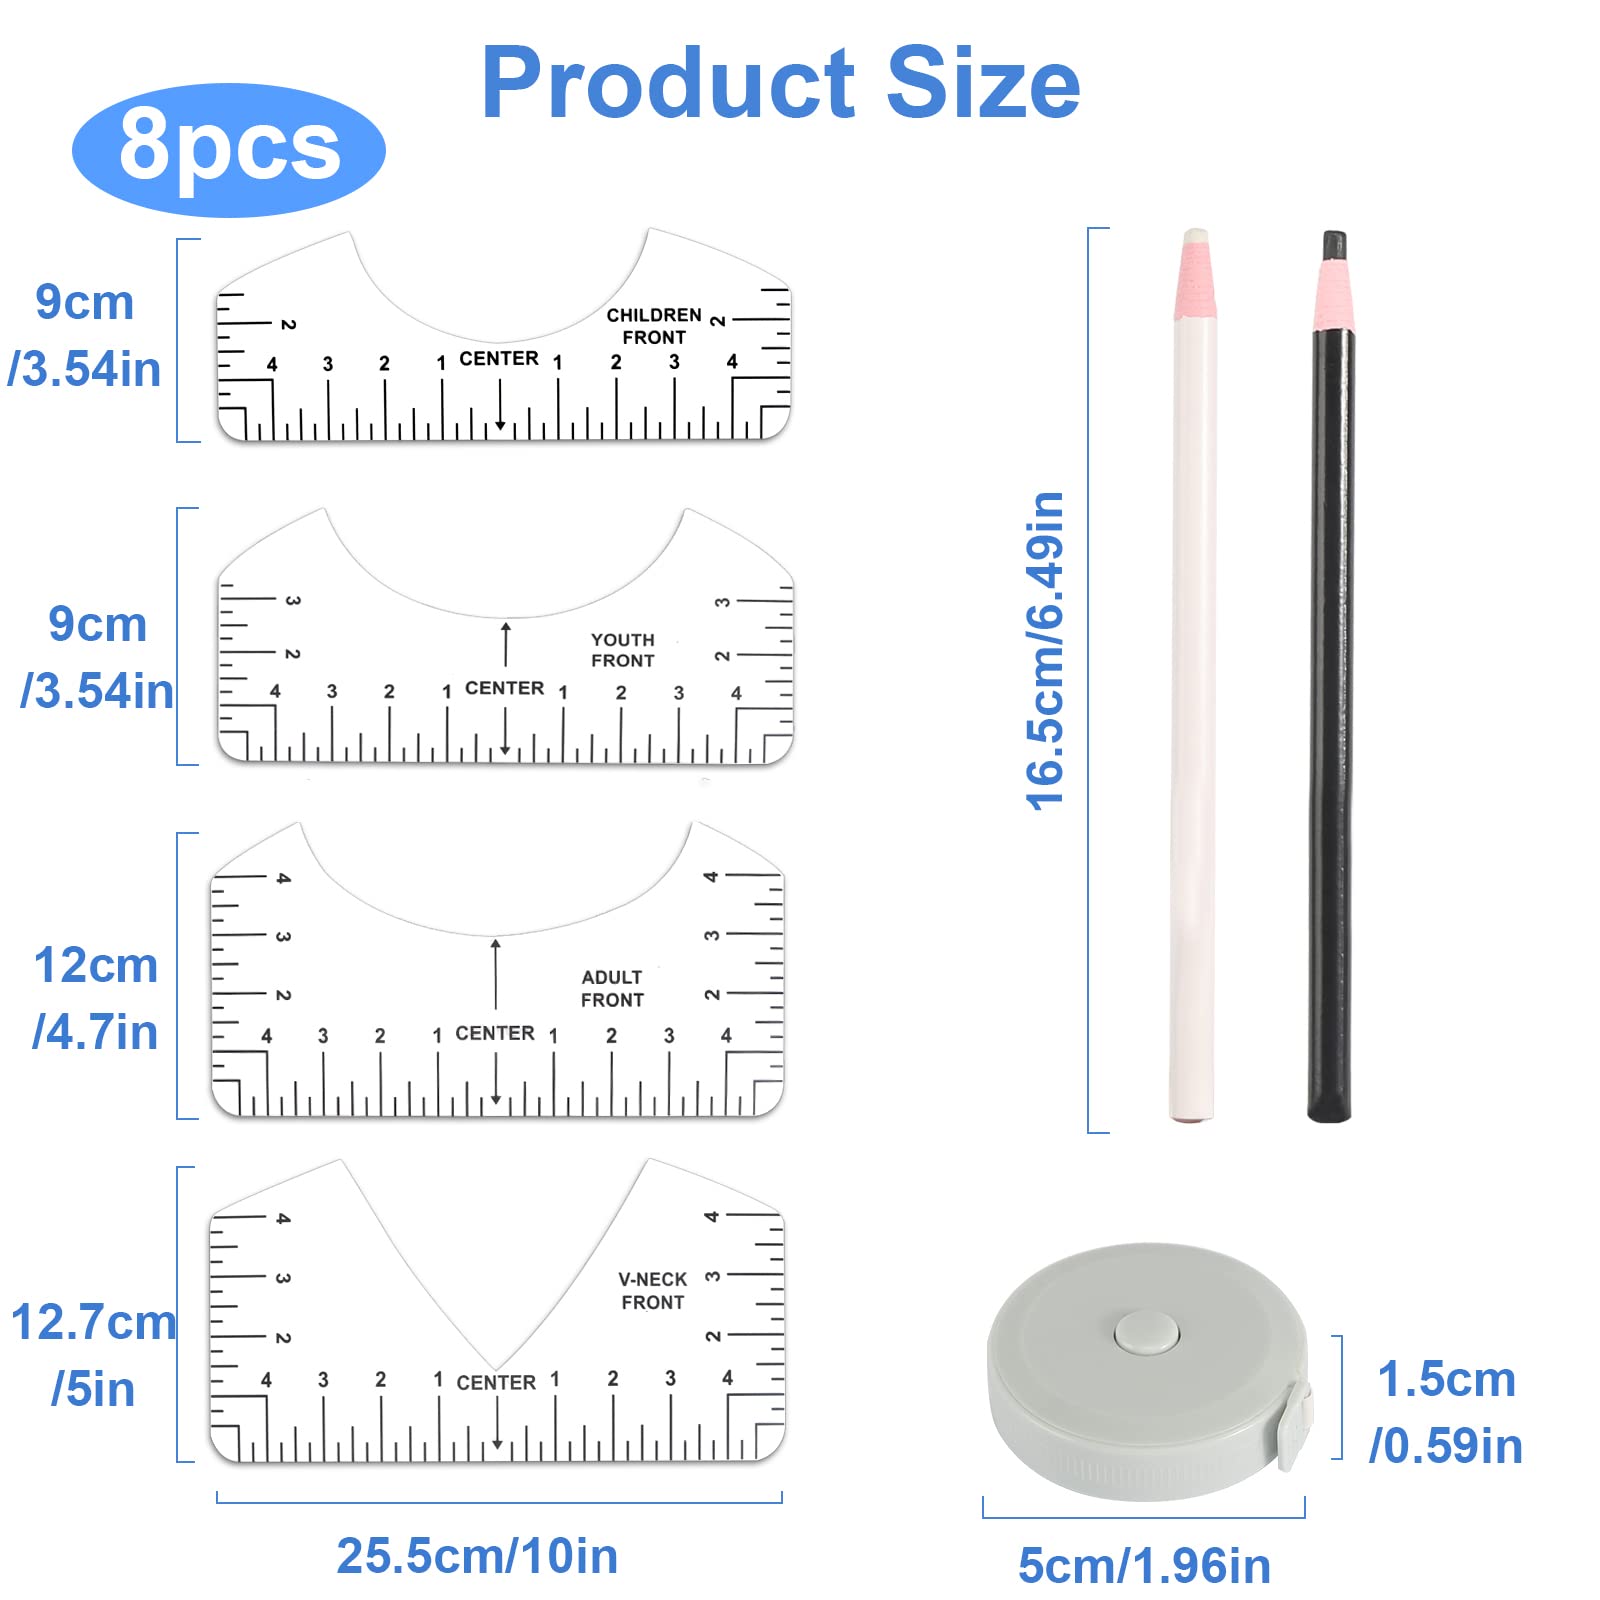 Product Size
8pcs
9cm
/3.54in
CHILDREN
FRONT
2
2
4 3 2 1 CENTER 1 2 3 4
9cm
/3.54in
3
3
YOUTH
FRONT
2
2
4 3 2 1 CENTER 1 2 3 4
12cm
/4.7in
4
4
3
3
ADULT
FRONT
2
2
4 3 2 1 CENTER 1 2 3 4
12.7cm
/5in
4
4
3
3
V-NECK
FRONT
2
2
4 3 2 1 CENTER 1 2 3 4
25.5cm/10in
16.5cm/6.49in
1.5cm
/0.59in
5cm/1.96in